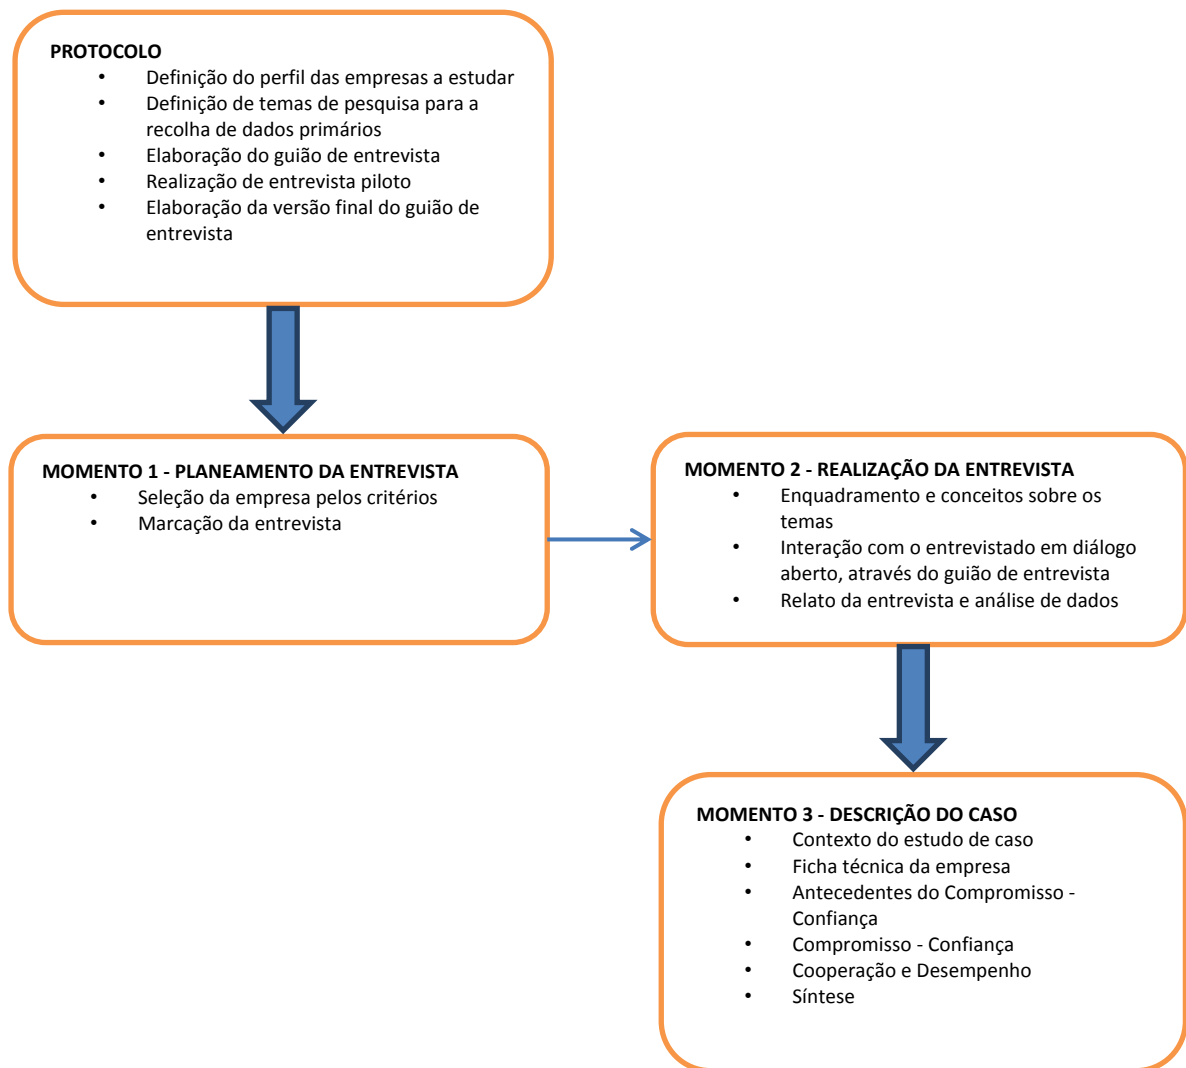 PROTOCOLO
• Definição do perfil das empresas a estudar
• Definição de temas de pesquisa para a
recolha de dados primários
• Elaboração do guião de entrevista
• Realização de entrevista piloto
• Elaboração da versão final do guião de
entrevista
MOMENTO 1 - PLANEAMENTO DA ENTREVISTA
• Seleção da empresa pelos critérios
• Marcação da entrevista
MOMENTO 2 - REALIZAÇÃO DA ENTREVISTA
• Enquadramento e conceitos sobre os
temas
• Interação com o entrevistado em diálogo
aberto, através do guião de entrevista
• Relato da entrevista e análise de dados
MOMENTO 3 - DESCRIÇÃO DO CASO
• Contexto do estudo de caso
• Ficha técnica da empresa
• Antecedentes do Compromisso -
Confiança
• Compromisso - Confiança
• Cooperação e Desempenho
• Síntese